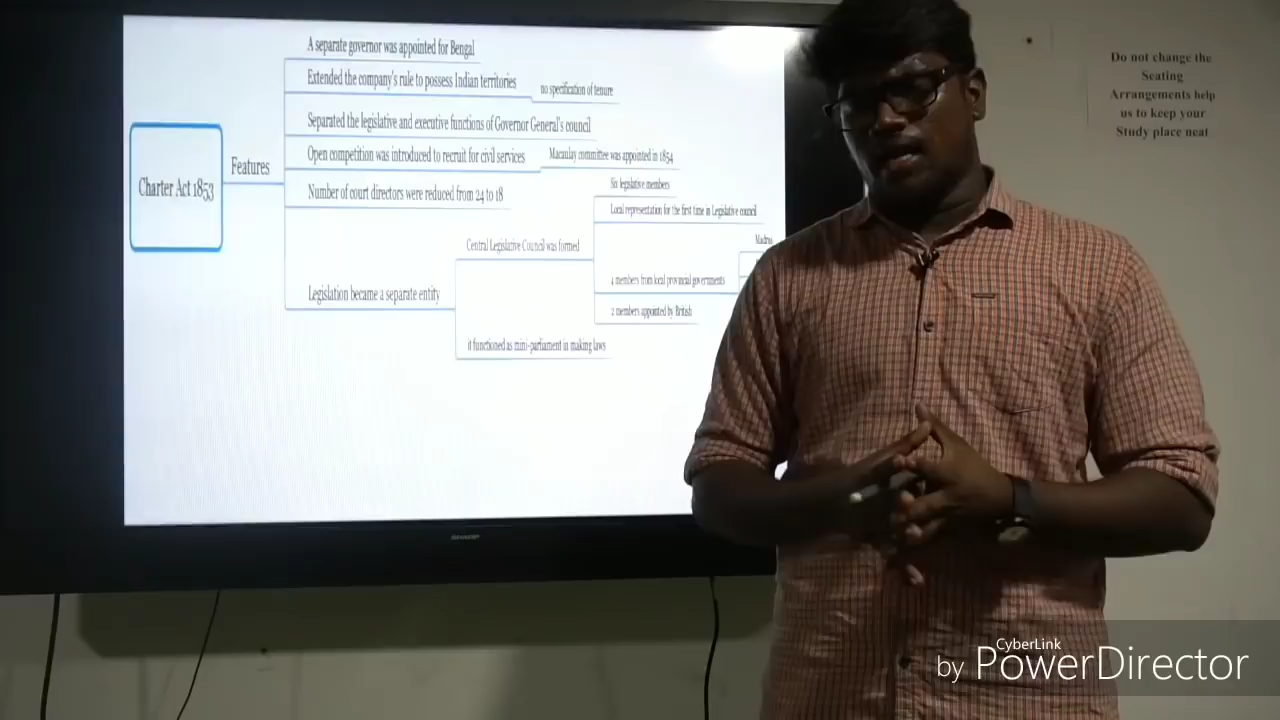 A separate governor was appointed for Bengal
Extended the company's rule to possess Indian territories
no specification of tenure
Separated the legislative and executive functions of Governor General's council
Open competition was introduced to recruit for civil services
Macaulay committee was appointed in 1854
Charter Act 1853
Features
Number of court directors were reduced from 24 to 18
Six legislative members
Local representation for the first time in Legislative council
Central Legislative Council was formed
Madras
4 members from local provincial governments
Legislation became a separate entity
2 members appointed by British
it functioned as mini-parliament in making laws
SHARP
Do not change the
Seating
Arrangements help
us to keep your
Study place neat
CyberLink
by PowerDirector